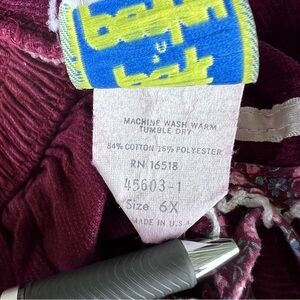 MACHINE WASH WARM
TUMBLE DRY
84% COTTON 16% POLYESTER
RN 16518
45603-1
Size 6X
MADE IN U.S.A.